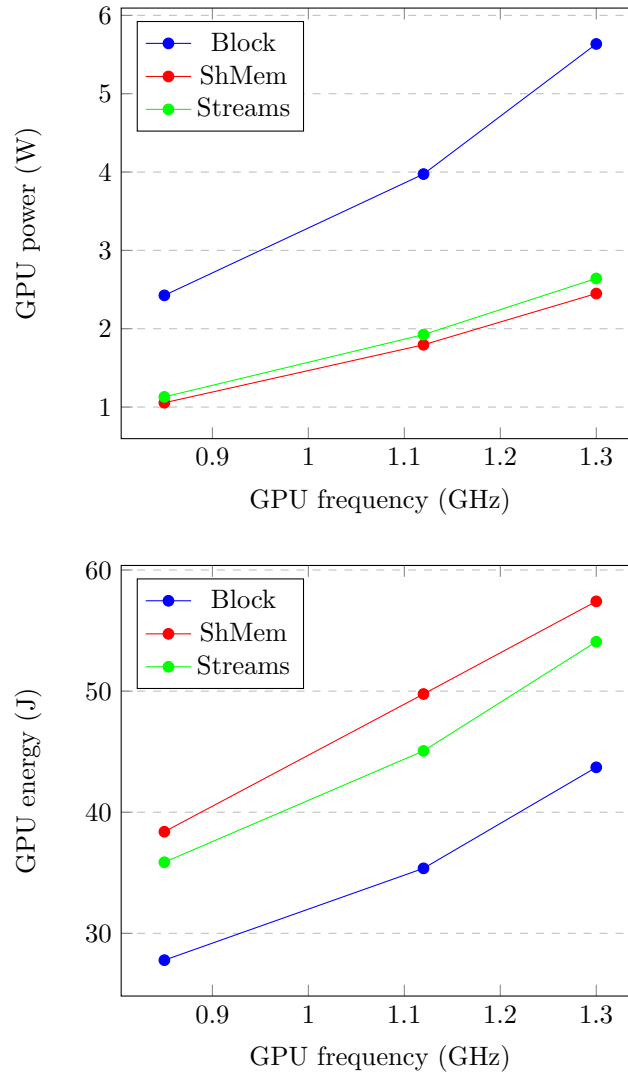 6
5
4
3
2
1
GPU power (W)
Block
ShMem
Streams
0.9 1 1.1 1.2 1.3
GPU frequency (GHz)
60
50
40
30
GPU energy (J)
Block
ShMem
Streams
0.9 1 1.1 1.2 1.3
GPU frequency (GHz)